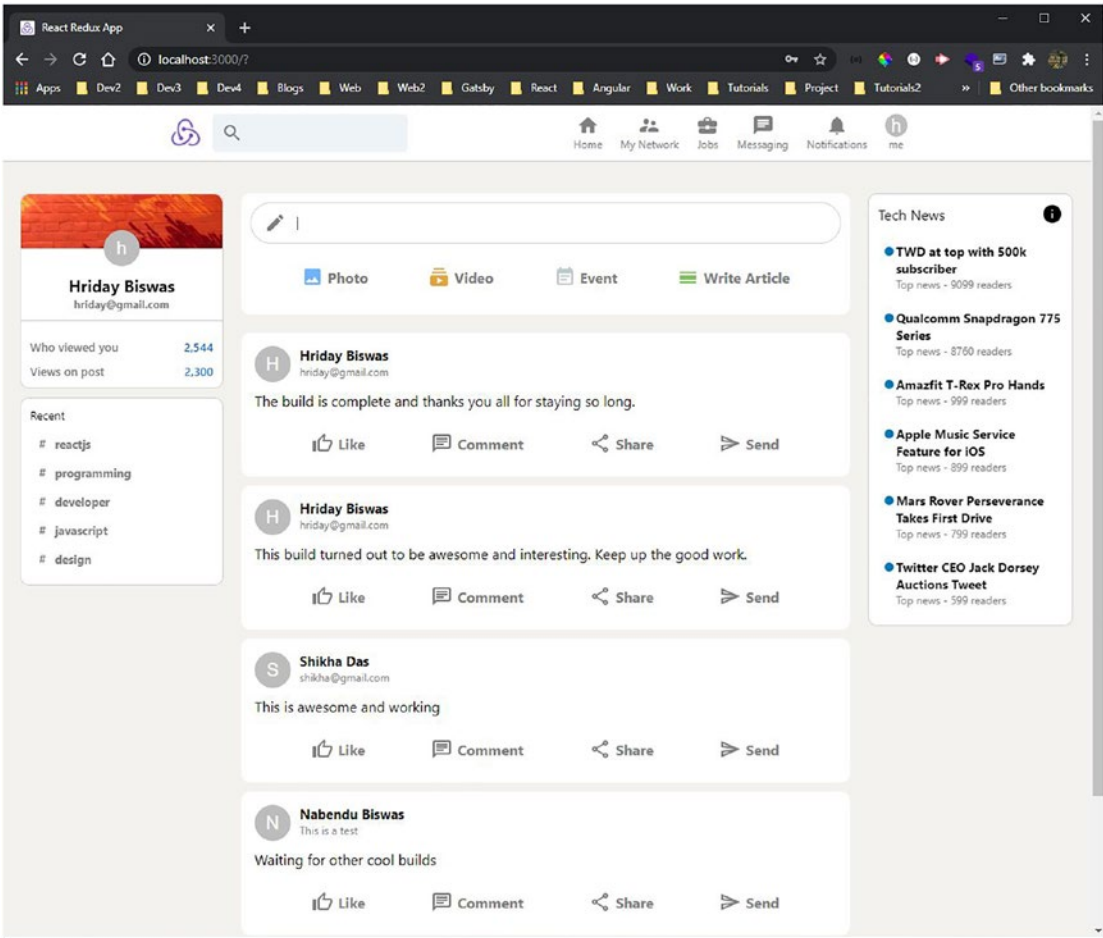 React Redux App
localhost:3000/?
Apps Dev2 Dev3 Dev4 Blogs Web Web2 Gatsby React Angular Work Tutorials Project Tutorials2 » Other bookmarks
Home My Network Jobs Messaging Notifications me
h
h
Hriday Biswas
hriday@gmail.com
Who viewed you 2,544
Views on post 2,300
Recent
# reactjs
# programming
# developer
# javascript
# design
Photo Video Event Write Article
H
Hriday Biswas
hriday@gmail.com
The build is complete and thanks you all for staying so long.
Like Comment Share Send
H
Hriday Biswas
hriday@gmail.com
This build turned out to be awesome and interesting. Keep up the good work.
Like Comment Share Send
S
Shikha Das
shikha@gmail.com
This is awesome and working
Like Comment Share Send
N
Nabendu Biswas
This is a test
Waiting for other cool builds
Like Comment Share Send
Tech News
TWD at top with 500k
subscriber
Top news - 9099 readers
Qualcomm Snapdragon 775
Series
Top news - 8760 readers
Amazfit T-Rex Pro Hands
Top news - 999 readers
Apple Music Service
Feature for iOS
Top news - 899 readers
Mars Rover Perseverance
Takes First Drive
Top news - 799 readers
Twitter CEO Jack Dorsey
Auctions Tweet
Top news - 599 readers